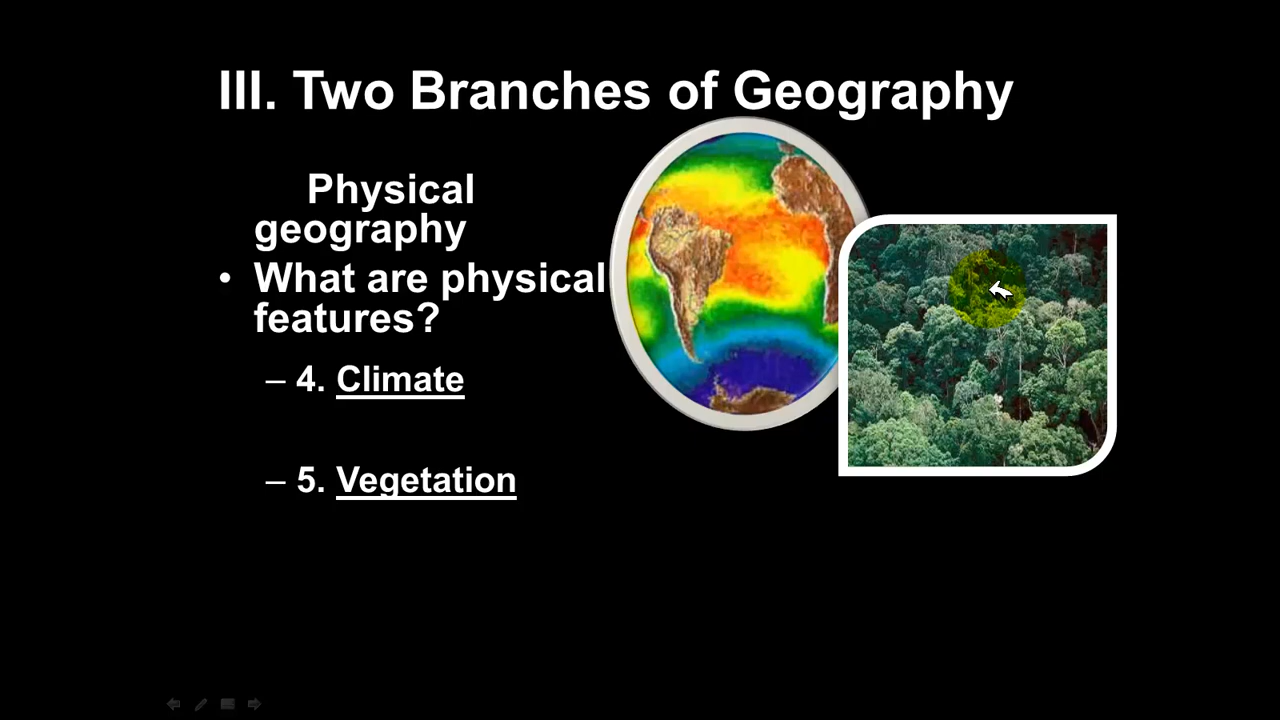 III. Two Branches of Geography
Physical
geography
• What are physical
features?
– 4. Climate
– 5. Vegetation